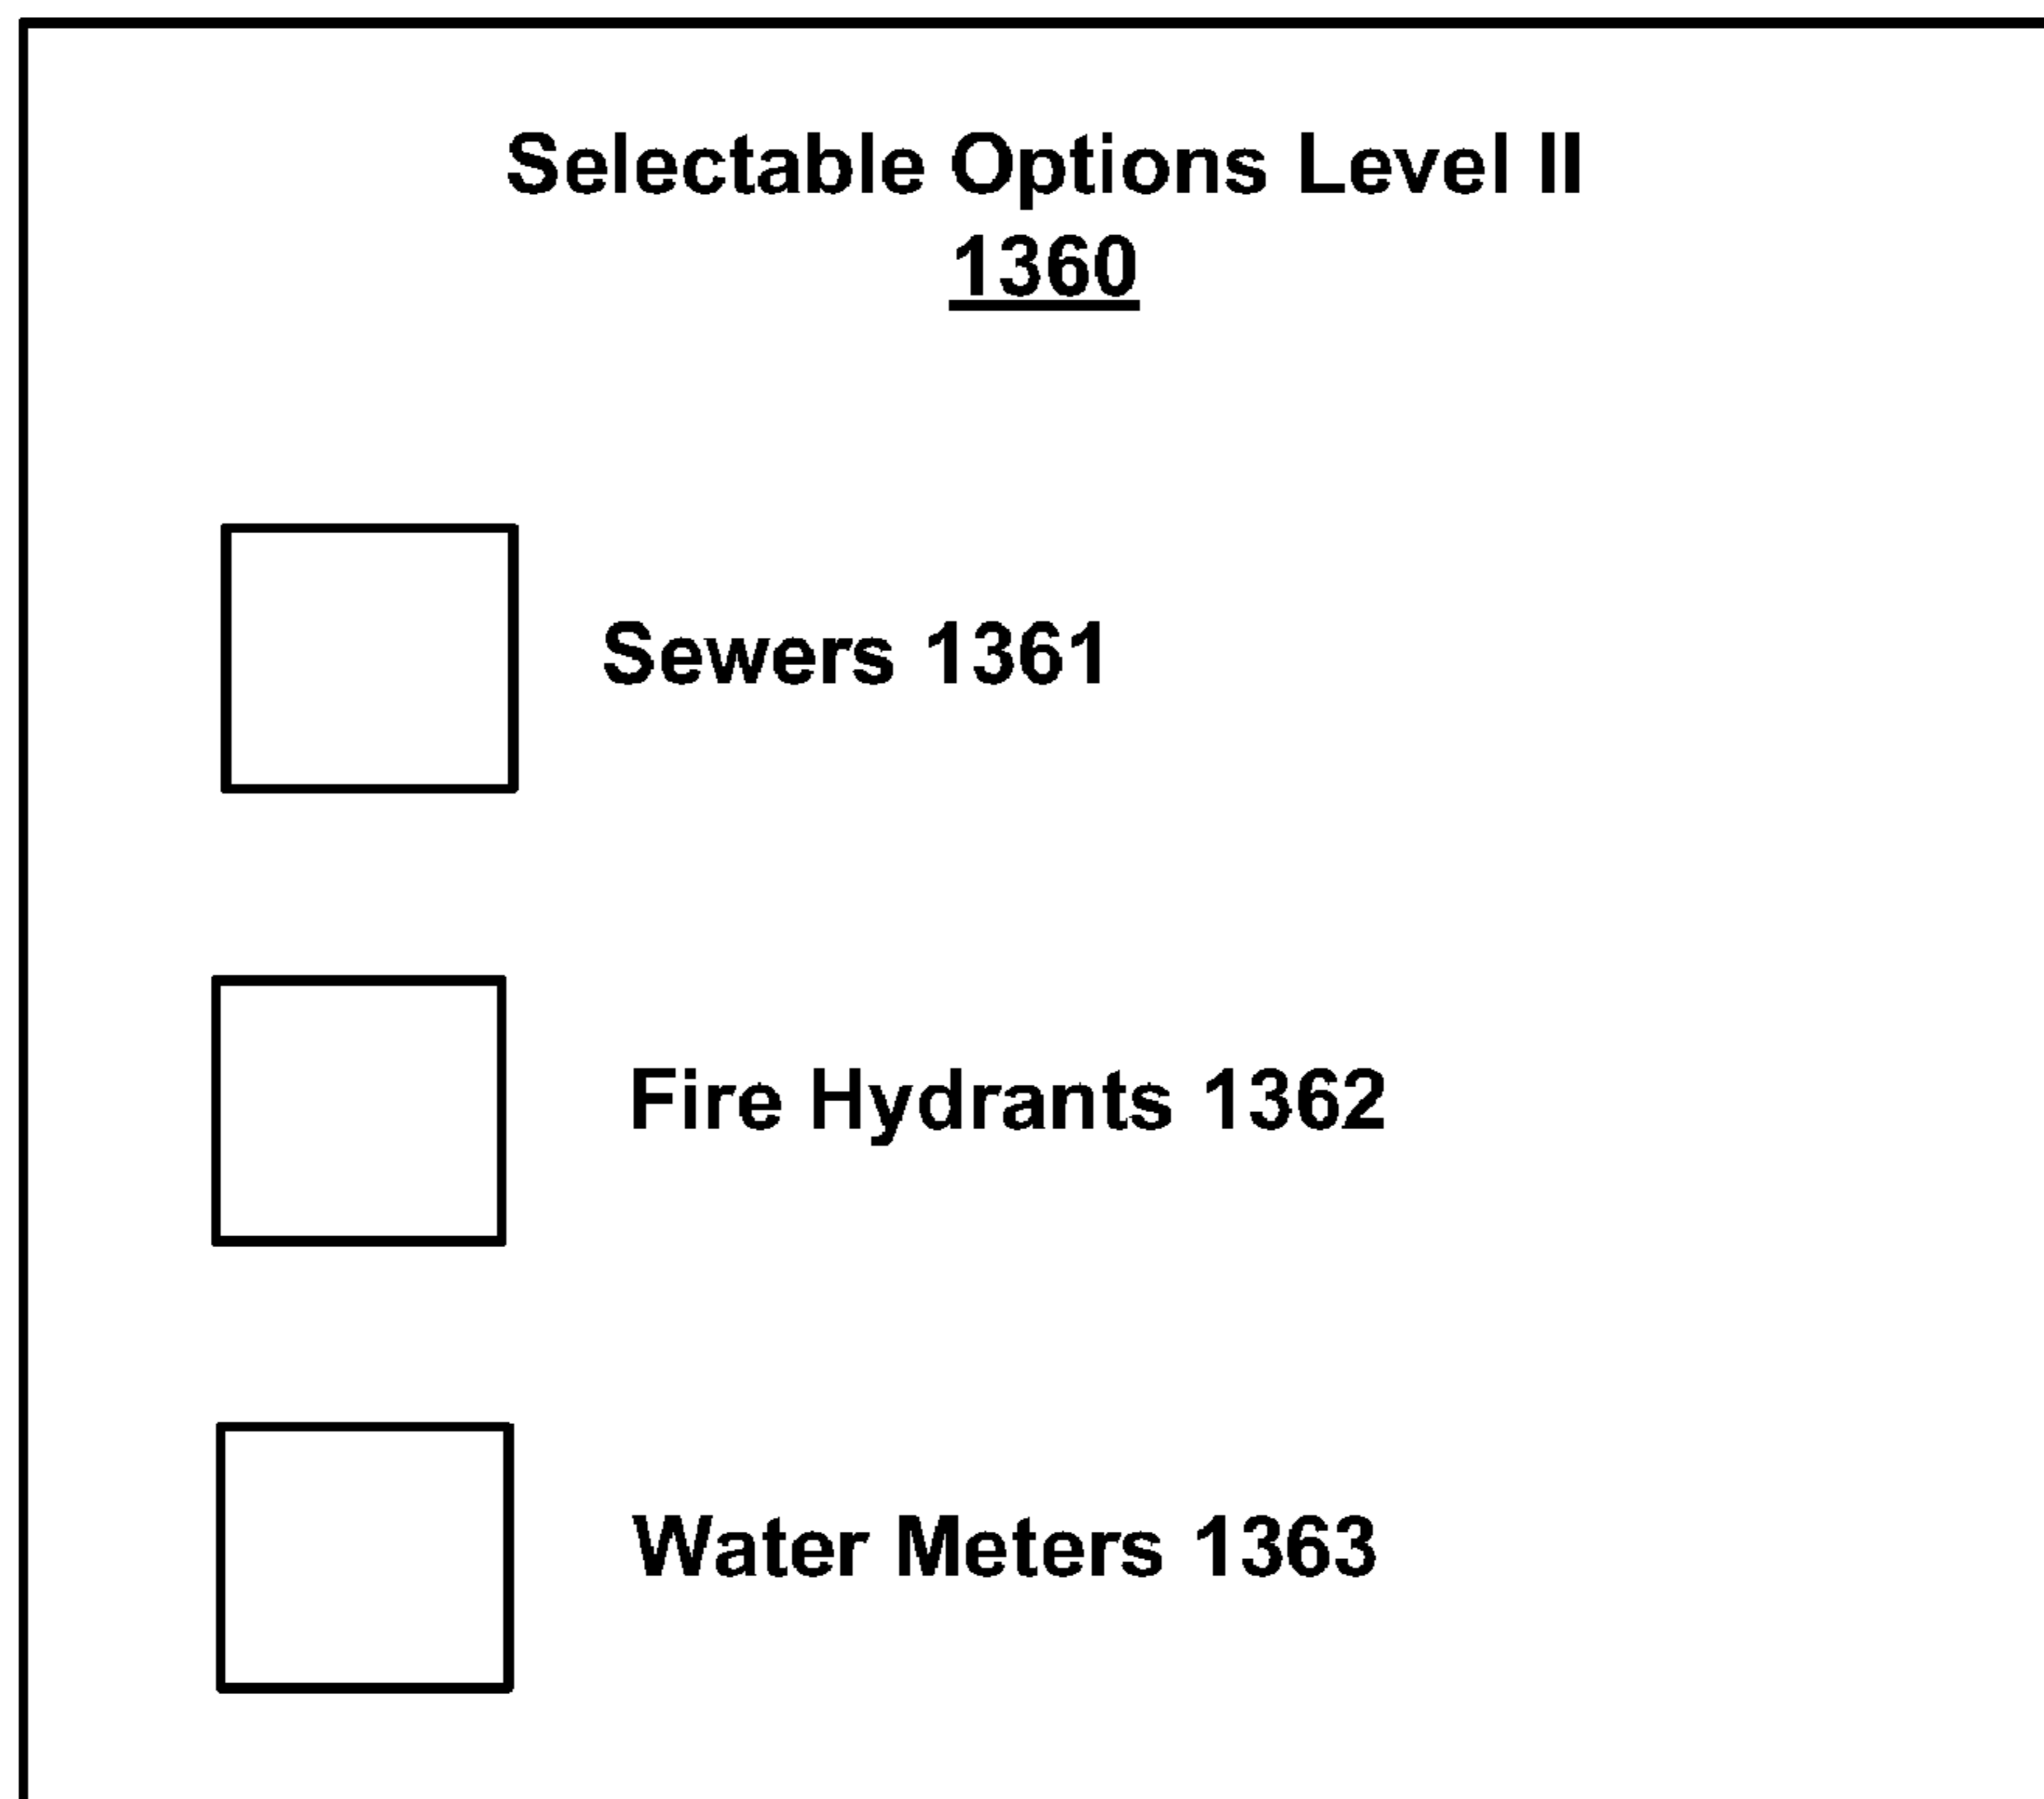 Selectable Options Level II
1360
Sewers 1361
Fire Hydrants 1362
Water Meters 1363